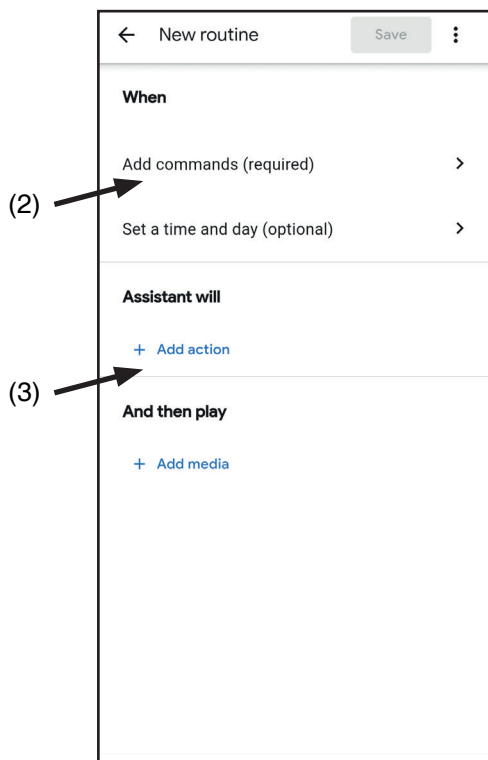 New routine Save
When
Add commands (required)
(2)
Set a time and day (optional)
Assistant will
+ Add action
(3)
And then play
+ Add media